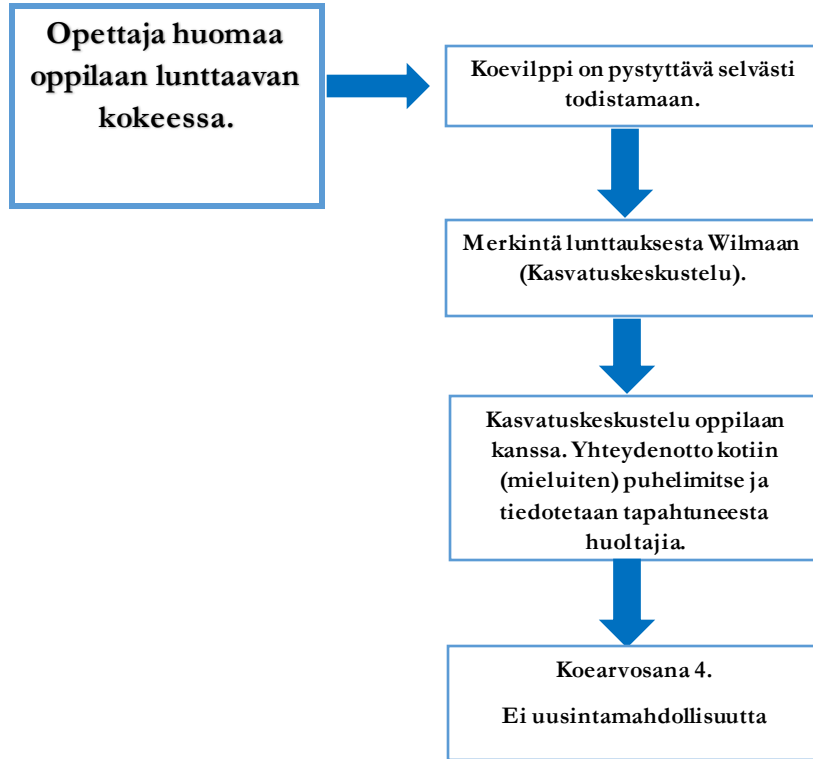 Opettaja huomaa
oppilaan lunttaavan
kokeessa.
Koevilppi on pystyttävä selvästi
todistamaan.
Merkintä lunttauksesta Wilmaan
(Kasvatuskeskustelu).
Kasvatuskeskustelu oppilaan
kanssa. Yhteydenotto kotiin
(mieluiten) puhelimitse ja
tiedotetaan tapahtuneesta
huoltajia.
Koearvosana 4.
Ei uusintamahdollisuutta